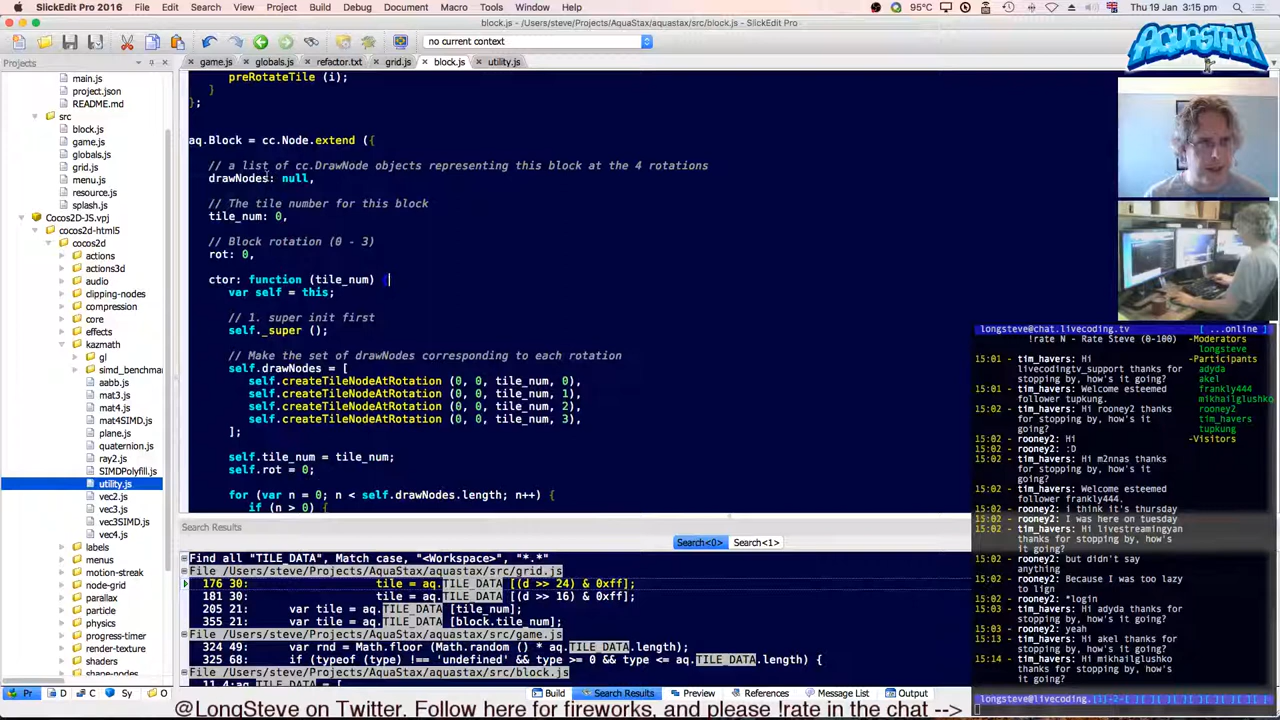 SlickEdit Pro 2016 File Edit Search View Project Build Debug Document Macro Tools Window Help 95°C Thu 19 Jan 3:15 pm
block.js - /Users/steve/Projects/AquaStax/aquastax/src/block.js - SlickEdit Pro
no current context
AQUASTAX
Projects
game.js globals.js refactor.txt grid.js block.js utility.js
main.js
project.json
README.md
src
block.js
game.js
globals.js
grid.js
menu.js
resource.js
splash.js
Cocos2D-JS.vpj
cocos2d-html5
cocos2d
actions
actions3d
audio
clipping-nodes
compression
core
effects
kazmath
gl
simd_benchma
aabb.js
mat3.js
mat4.js
mat4SIMD.js
plane.js
quaternion.js
ray2.js
SIMDPolyfill.js
utility.js
vec2.js
vec3.js
vec3SIMD.js
vec4.js
labels
menus
motion-streak
node-grid
parallax
particle
physics
progress-timer
render-texture
shaders
shape-nodes
Pr D C Sy O
preRotateTile (i);
}
};
aq.Block = cc.Node.extend ({
// a list of cc.DrawNode objects representing this block at the 4 rotations
drawNodes: null,
// The tile number for this block
tile_num: 0,
// Block rotation (0 - 3)
rot: 0,
ctor: function (tile_num) {
var self = this;
// 1. super init first
self._super ();
// Make the set of drawNodes corresponding to each rotation
self.drawNodes = [
self.createTileNodeAtRotation (0, 0, tile_num, 0),
self.createTileNodeAtRotation (0, 0, tile_num, 1),
self.createTileNodeAtRotation (0, 0, tile_num, 2),
self.createTileNodeAtRotation (0, 0, tile_num, 3),
];
self.tile_num = tile_num;
self.rot = 0;
for (var n = 0; n < self.drawNodes.length; n++) {
if (n > 0) {
Search Results
Search<0> Search<1>
Find all "TILE_DATA", Match case, "<Workspace>", "*.*"
File /Users/steve/Projects/AquaStax/aquastax/src/grid.js
176 30: tile = aq.TILE_DATA [(d >> 24) & 0xff];
181 30: tile = aq.TILE_DATA [(d >> 16) & 0xff];
205 21: var tile = aq.TILE_DATA [tile_num];
355 21: var tile = aq.TILE_DATA [block.tile_num];
File /Users/steve/Projects/AquaStax/aquastax/src/game.js
324 49: var rnd = Math.floor (Math.random () * aq.TILE_DATA.length);
325 68: if (typeof (type) !== 'undefined' && type >= 0 && type <= aq.TILE_DATA.length) {
File /Users/steve/Projects/AquaStax/aquastax/src/block.js
11 4: aq.TILE_DATA = [
Build Search Results Preview References Message List Output
longsteve@chat.livecoding.tv [ ...online ]
!rate N - Rate Steve (0-100)
15:01 - tim_havers: Hi
livecodingtv_support thanks for
stopping by, how's it going?
15:01 - tim_havers: Welcome esteemed
follower tupkung.
15:02 - tim_havers: Hi rooney2 thanks
for stopping by, how's it
going?
15:02 - rooney2: Hi
15:02 - rooney2: :D
15:02 - tim_havers: Hi m2nnas thanks
for stopping by, how's it
going?
15:02 - tim_havers: Welcome esteemed
follower frankly444.
15:02 - rooney2: i think it's thursday
15:02 - rooney2: I was here on tuesday
15:02 - tim_havers: Hi livestreamingyan
thanks for stopping by, how's
it going?
15:02 - rooney2: but didn't say
anything
15:02 - rooney2: Because I was too lazy
to lign
15:02 - rooney2: *login
15:03 - tim_havers: Hi adyda thanks
for stopping by, how's it
going?
15:03 - rooney2: yeah
15:13 - tim_havers: Hi akel thanks for
stopping by, how's it going?
15:14 - tim_havers: Hi mikhailglushko
thanks for stopping by, how's
it going?
-Moderators
longsteve
-Participants
adyda
akel
frankly444
mikhailglushko
rooney2
tim_havers
tupkung
-Visitors
@LongSteve on Twitter. Follow here for fireworks, and please !rate in the chat -->